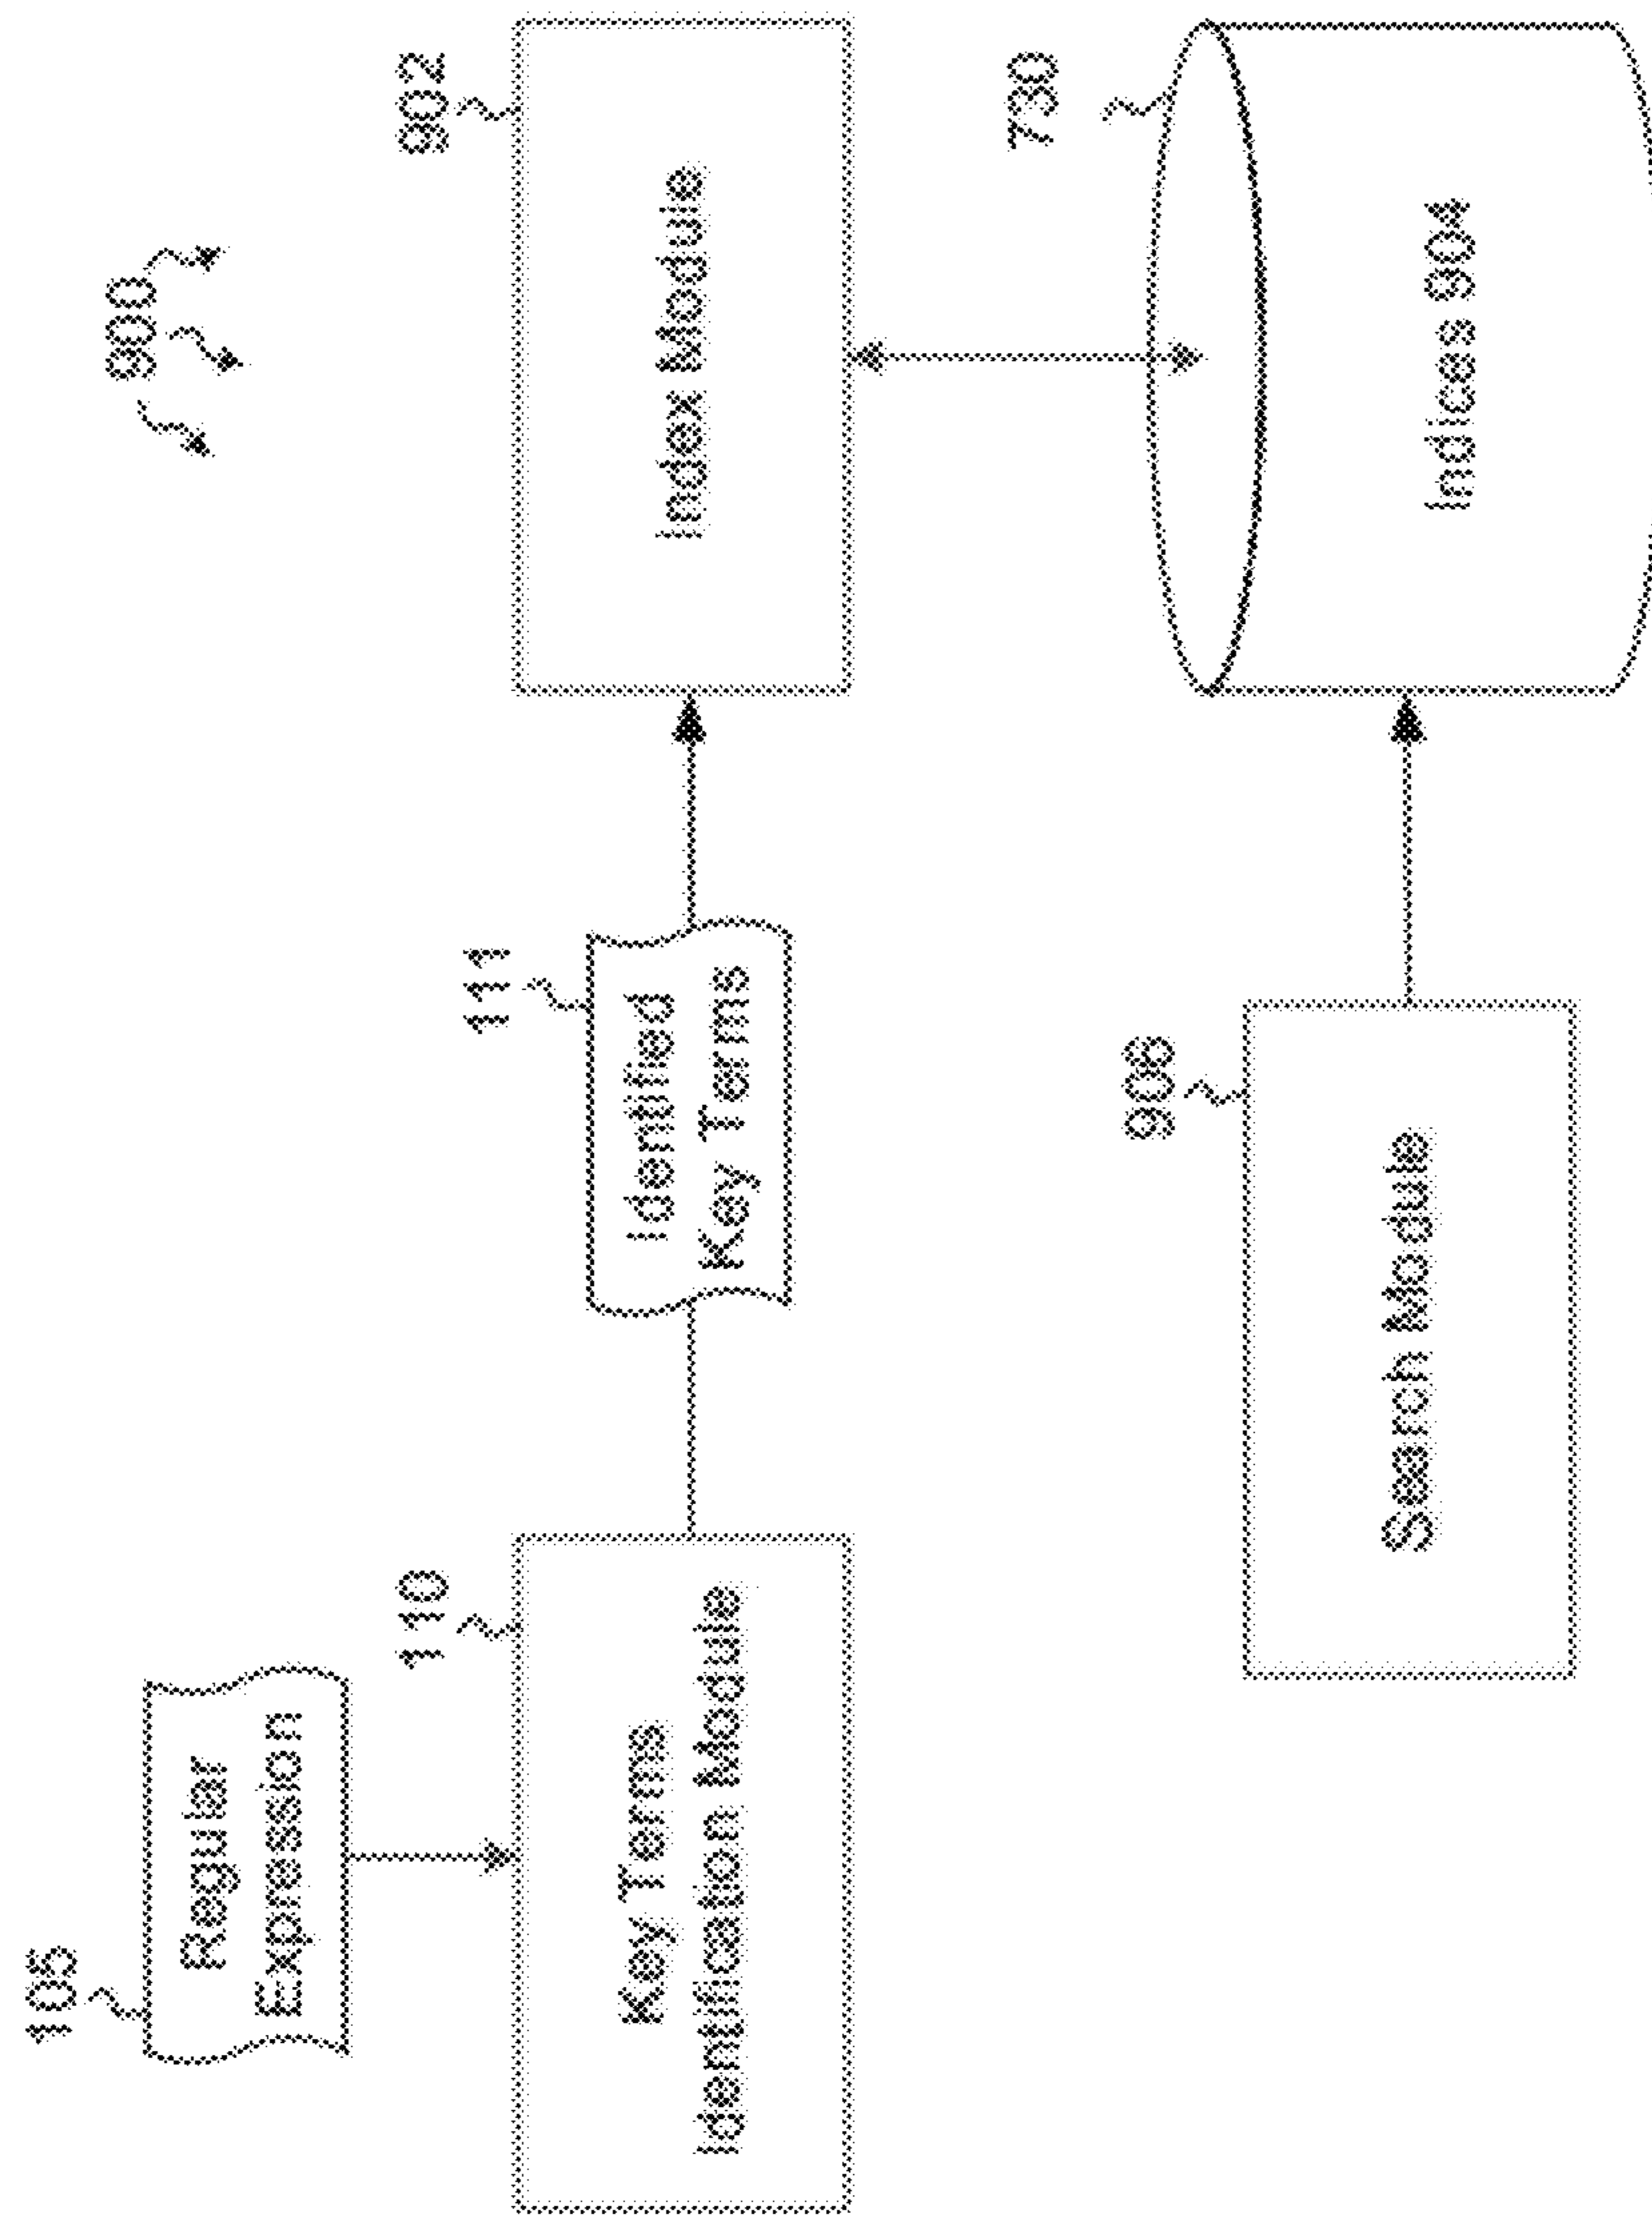 900
105
Regular
Expression
110
Key Terms
Identification Module
111
Identified
Key Terms
902
Index Module
906
Search Module
730
Indices 904